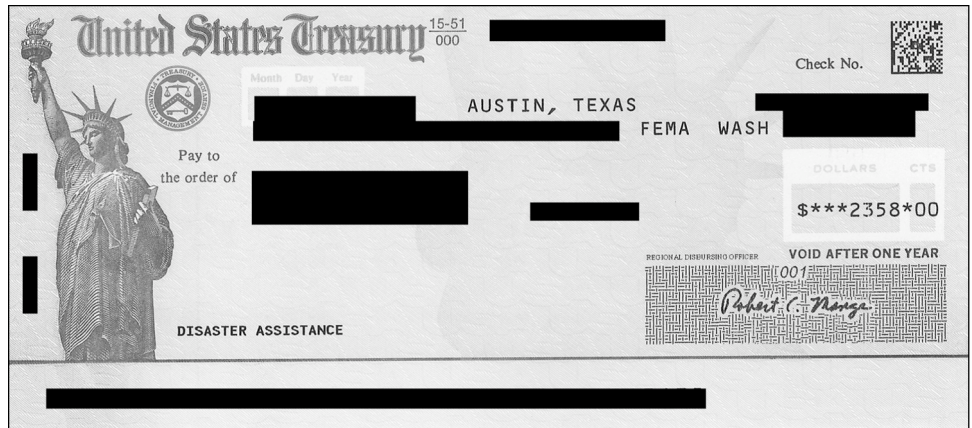 United States Treasury 15-51
000
Check No.
Month Day Year
AUSTIN, TEXAS
FEMA WASH
Pay to
the order of
DOLLARS CTS
$***2358*00
REGIONAL DISBURSING OFFICER VOID AFTER ONE YEAR
001
Robert C.
DISASTER ASSISTANCE